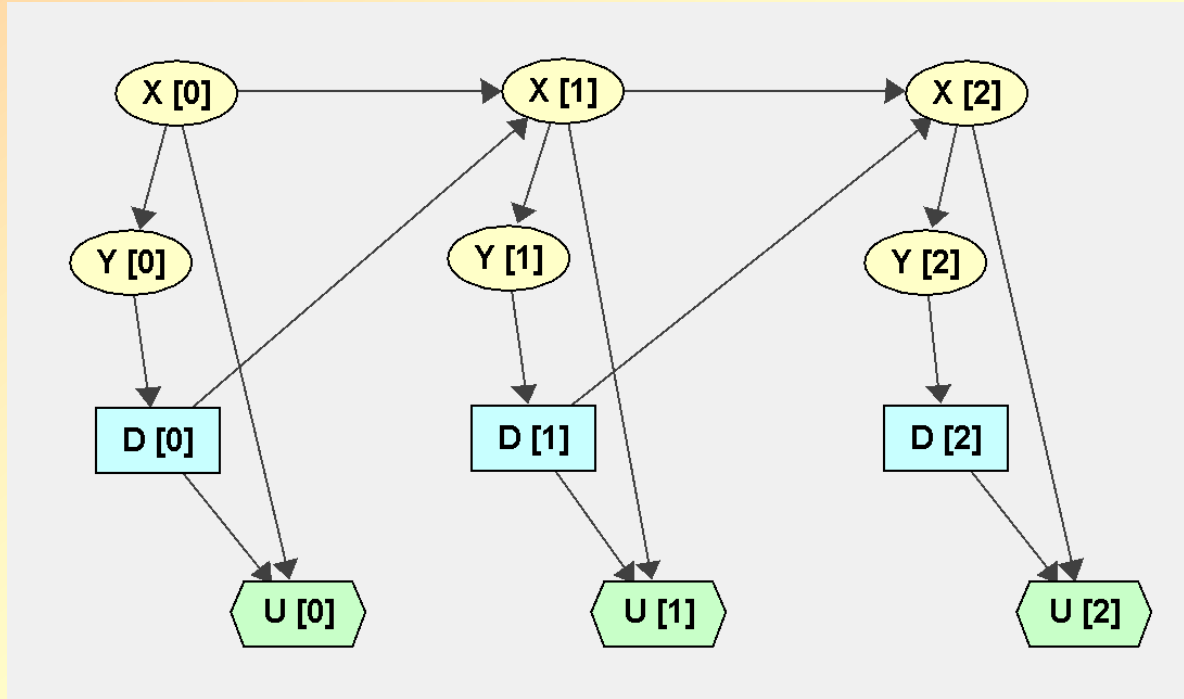 X [0]
X [1]
X [2]
Y [0]
Y [1]
Y [2]
D [0]
D [1]
D [2]
U [0]
U [1]
U [2]